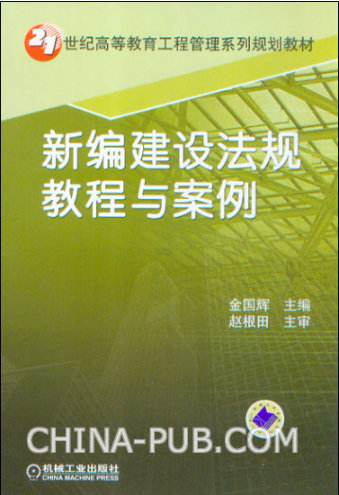 21世纪高等教育工程管理系列规划教材
新编建设法规
教程与案例
金国辉 主编
赵根田 主审
CHINA-PUB.COM
机械工业出版社
CHINA MACHINE PRESS